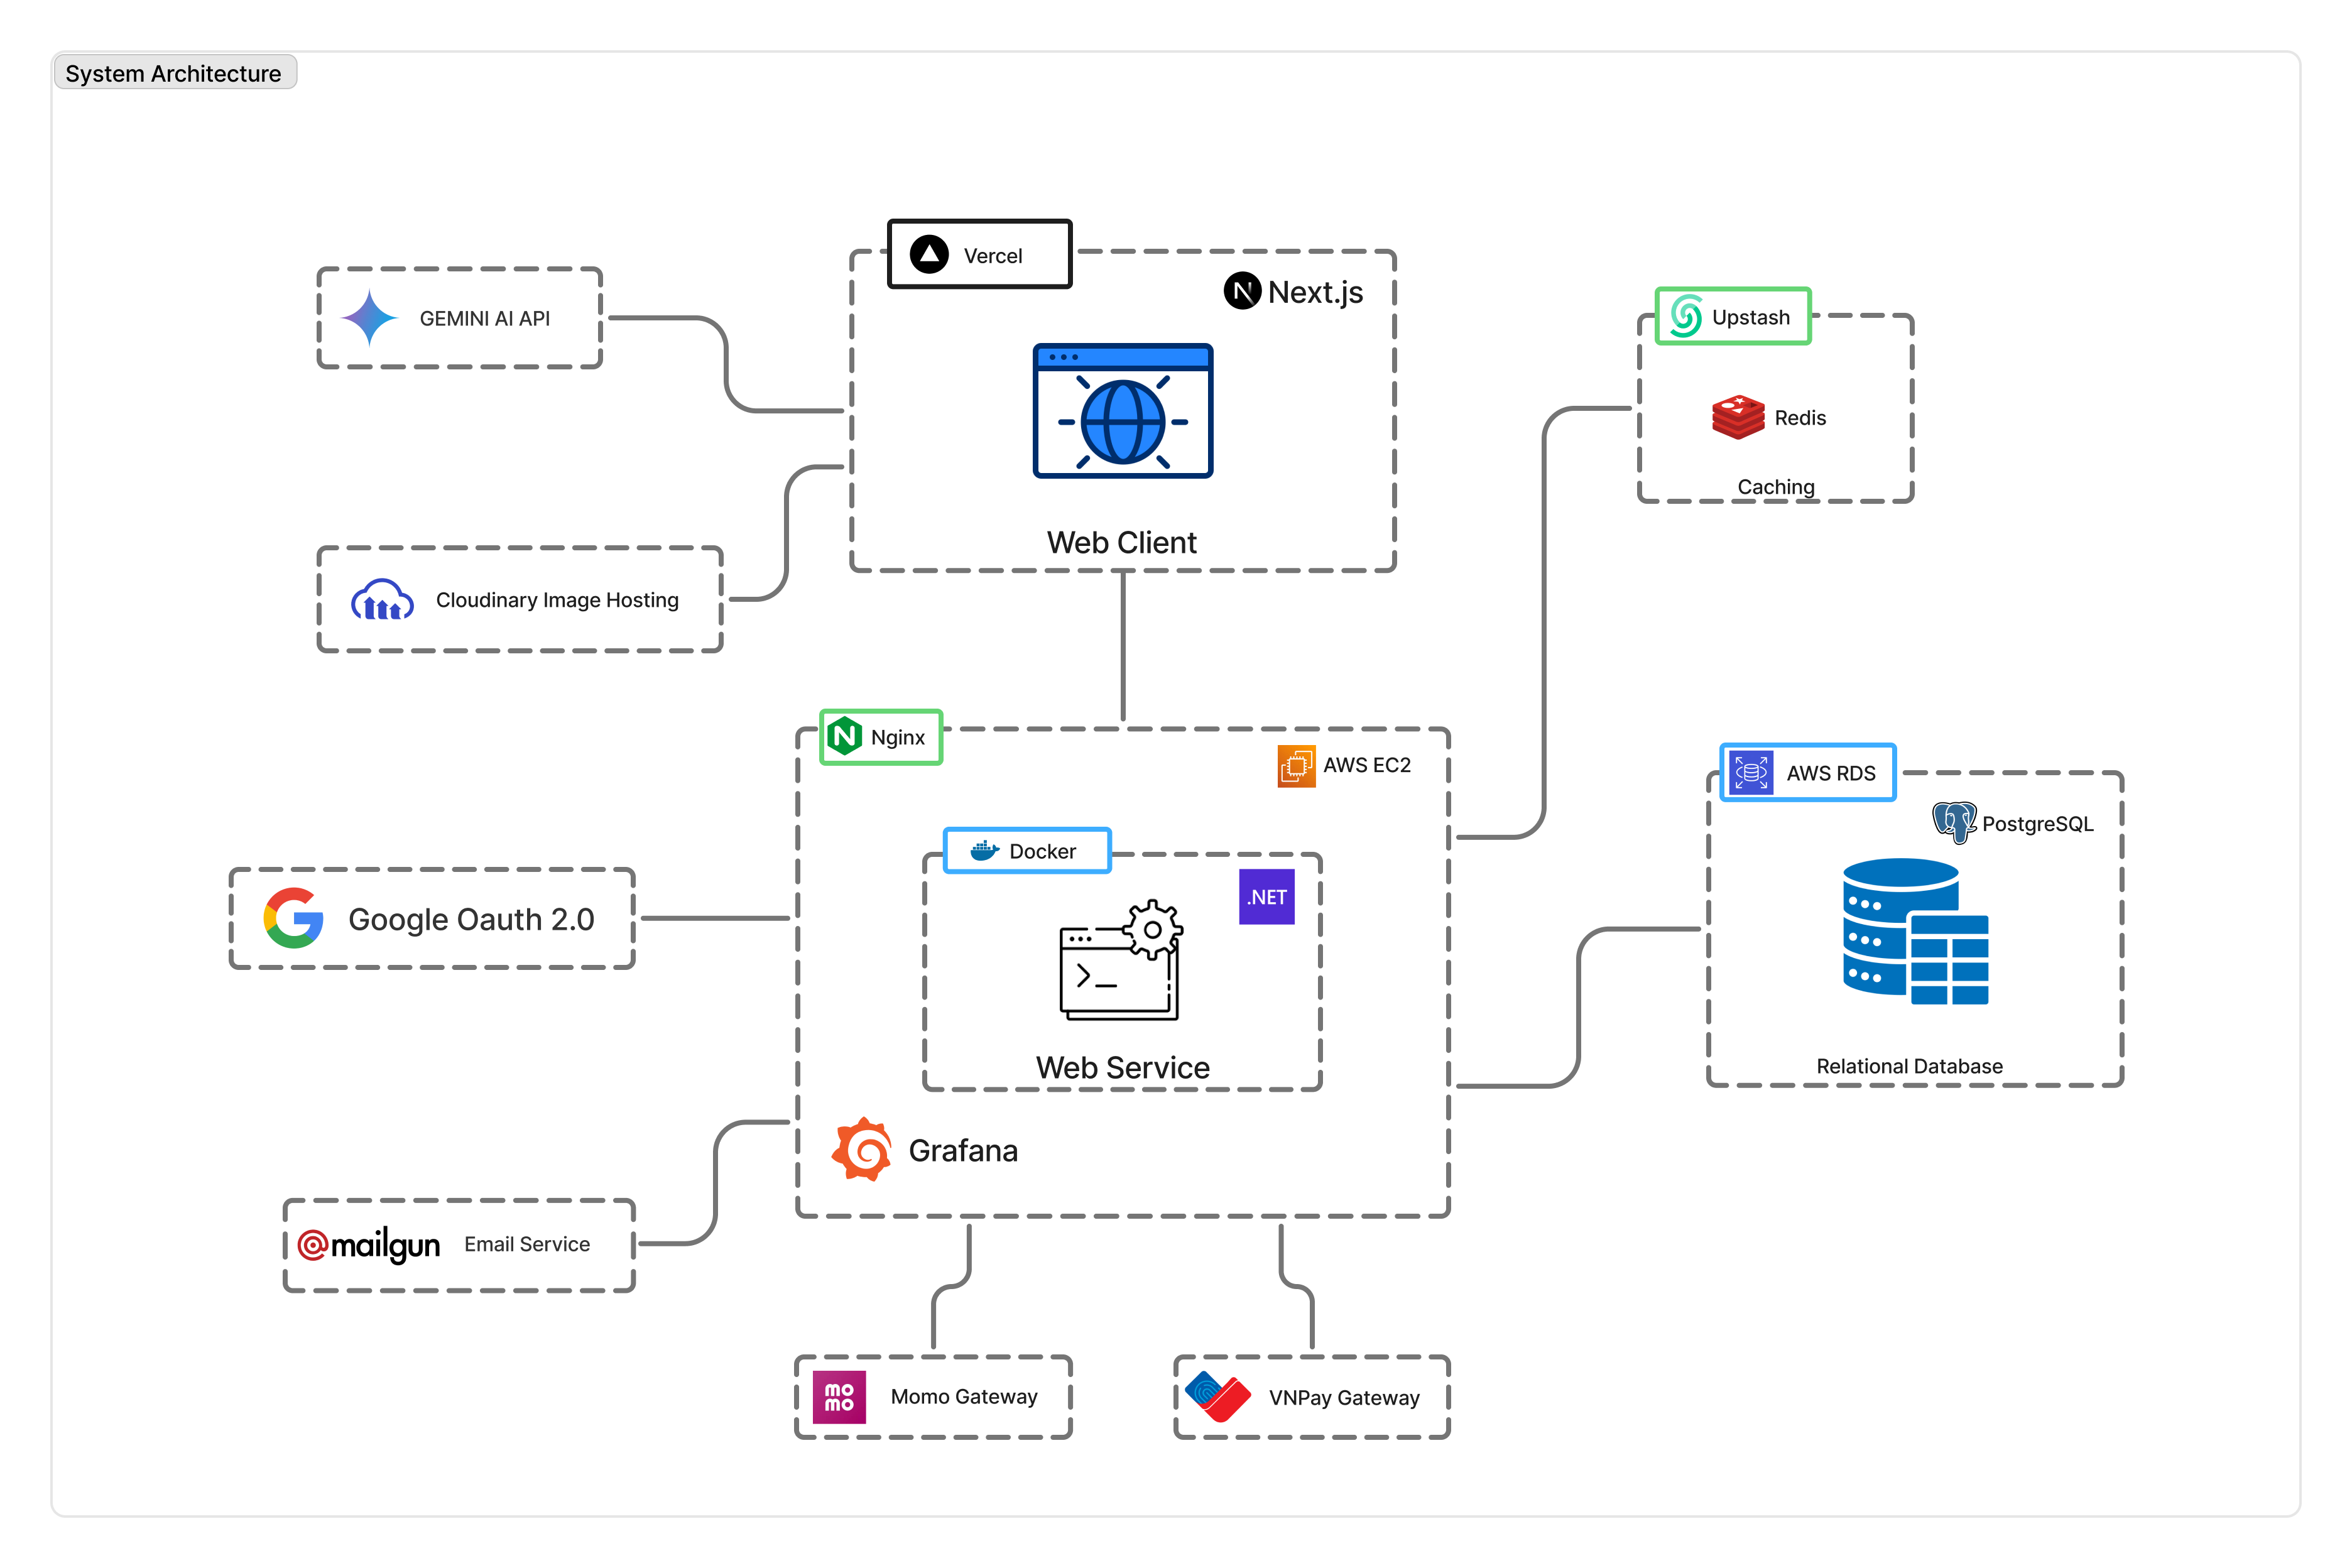 System Architecture
Vercel
Next.js
GEMINI AI API
Upstash
Redis
Caching
Web Client
Cloudinary Image Hosting
Nginx
AWS EC2
AWS RDS
PostgreSQL
Docker
.NET
Google Oauth 2.0
Web Service
Relational Database
Grafana
mailgun Email Service
MOMO
Momo Gateway
VNPay Gateway